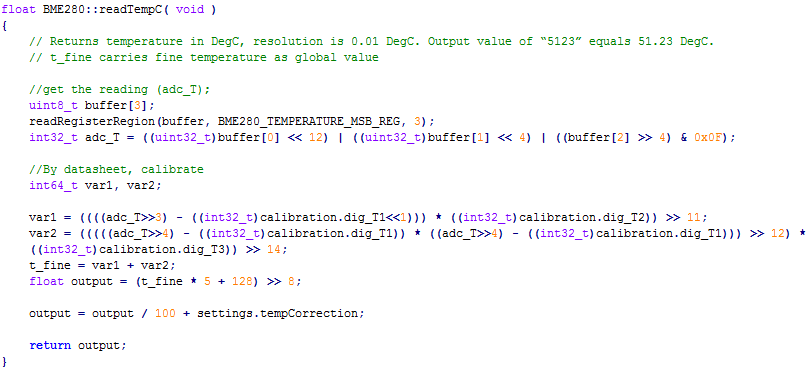 float BME280::readTempC( void )
{
// Returns temperature in DegC, resolution is 0.01 DegC. Output value of “5123” equals 51.23 DegC.
// t_fine carries fine temperature as global value
//get the reading (adc_T);
uint8_t buffer[3];
readRegisterRegion(buffer, BME280_TEMPERATURE_MSB_REG, 3);
int32_t adc_T = ((uint32_t)buffer[0] << 12) | ((uint32_t)buffer[1] << 4) | ((buffer[2] >> 4) & 0x0F);
//By datasheet, calibrate
int64_t var1, var2;
var1 = ((((adc_T>>3) - ((int32_t)calibration.dig_T1<<1))) * ((int32_t)calibration.dig_T2)) >> 11;
var2 = (((((adc_T>>4) - ((int32_t)calibration.dig_T1)) * ((adc_T>>4) - ((int32_t)calibration.dig_T1))) >> 12) *
((int32_t)calibration.dig_T3)) >> 14;
t_fine = var1 + var2;
float output = (t_fine * 5 + 128) >> 8;
output = output / 100 + settings.tempCorrection;
return output;
}